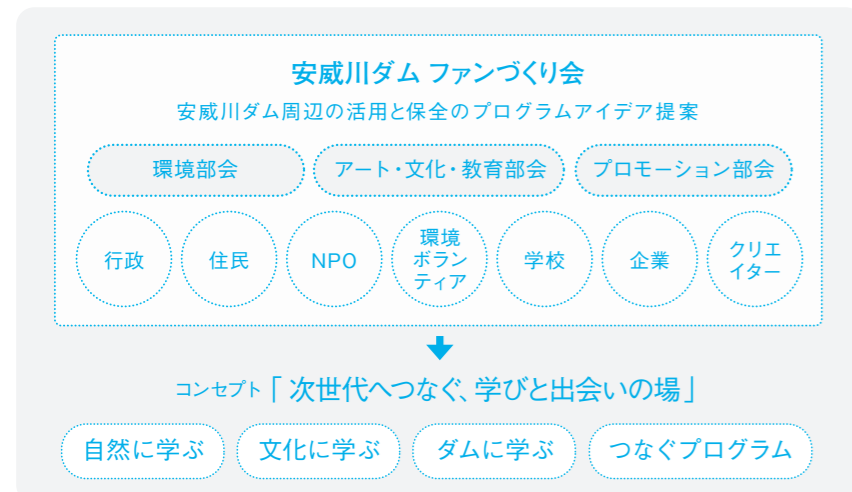 安威川ダム ファンづくり会
安威川ダム周辺の活用と保全のプログラムアイデア提案
環境部会
アート・文化・教育部会
プロモーション部会
行政
住民
NPO
環境
ボラン
ティア
学校
企業
クリエ
イター
コンセプト「次世代へつなぐ、学びと出会いの場」
自然に学ぶ
文化に学ぶ
ダムに学ぶ
つなぐプログラム